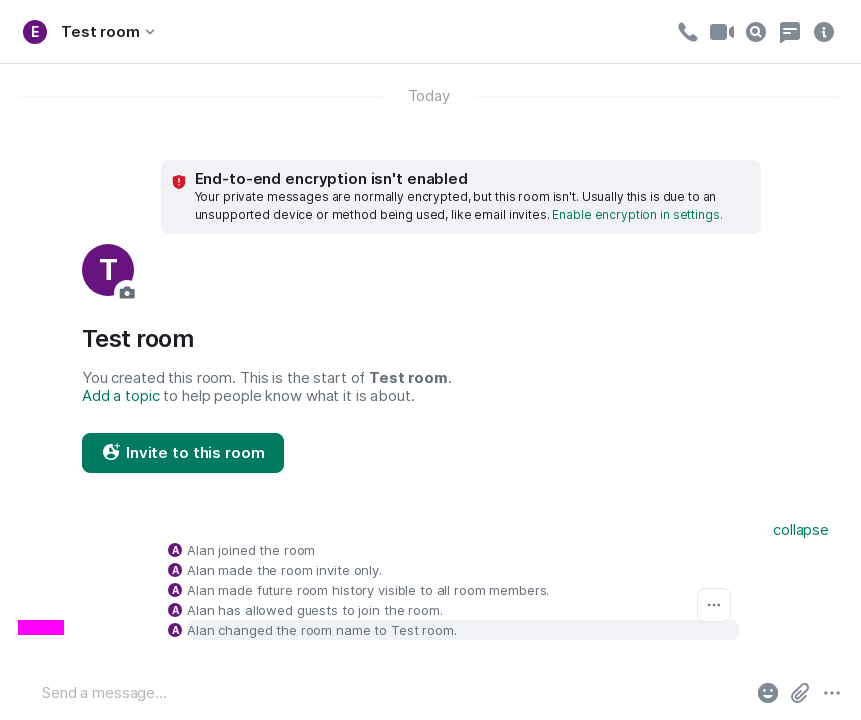 E Test room
Today
End-to-end encryption isn't enabled
Your private messages are normally encrypted, but this room isn't. Usually this is due to an
unsupported device or method being used, like email invites. Enable encryption in settings.
T
Test room
You created this room. This is the start of Test room.
Add a topic to help people know what it is about.
Invite to this room
collapse
A Alan joined the room
A Alan made the room invite only.
A Alan made future room history visible to all room members.
A Alan has allowed guests to join the room.
A Alan changed the room name to Test room.
Send a message…